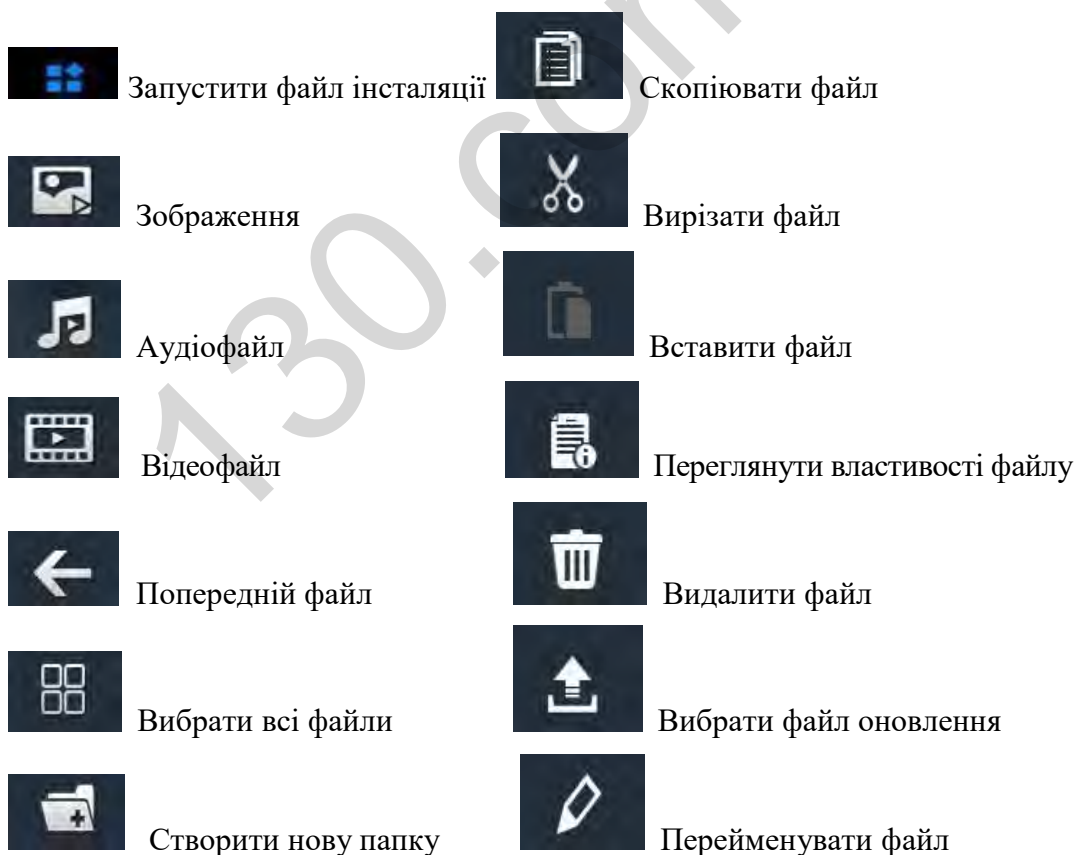 Запустити файл інсталяції Скопіювати файл
Зображення Вирізати файл
Аудіофайл Вставити файл
Відеофайл Переглянути властивості файлу
Попередній файл Видалити файл
Вибрати всі файли Вибрати файл оновлення
Створити нову папку Перейменувати файл